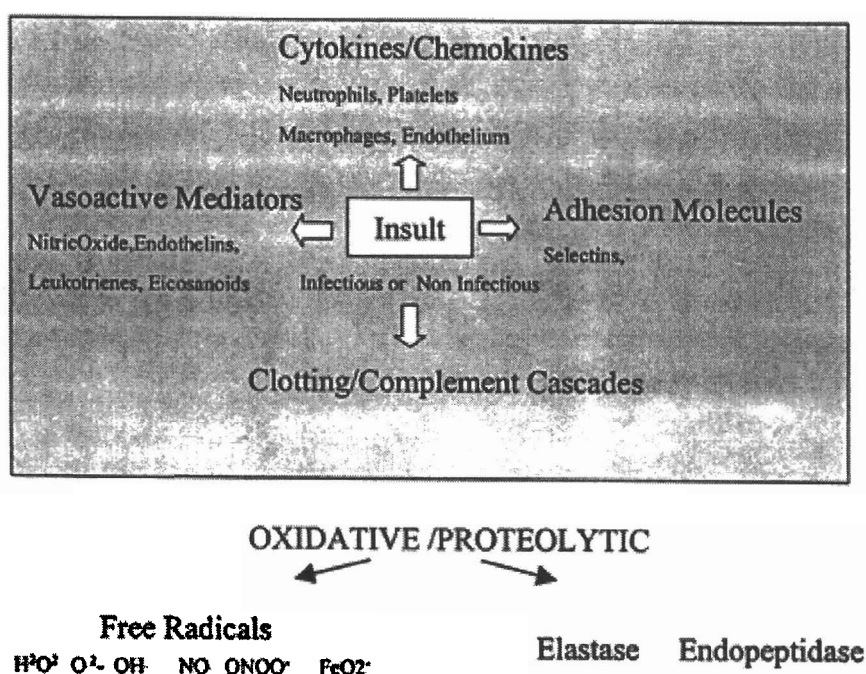 Cytokines/Chemokines
Neutrophils, Platelets
Macrophages, Endothelium
Vasoactive Mediators
NitricOxide,Endothelins,
Leukotrienes, Eicosanoids
Insult
Infectious or Non Infectious
Adhesion Molecules
Selectins,
Clotting/Complement Cascades
OXIDATIVE /PROTEOLYTIC
Free Radicals
H²O² O²- OH· NO ONOO· FeO2·
Elastase Endopeptidase